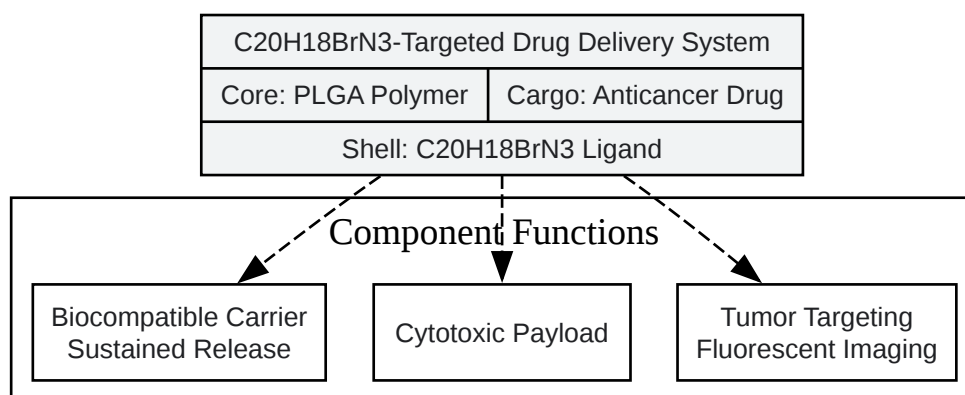 C20H18BrN3-Targeted Drug Delivery System
Core: PLGA Polymer
Cargo: Anticancer Drug
Shell: C20H18BrN3 Ligand
Component Functions
Biocompatible Carrier
Sustained Release
Cytotoxic Payload
Tumor Targeting
Fluorescent Imaging